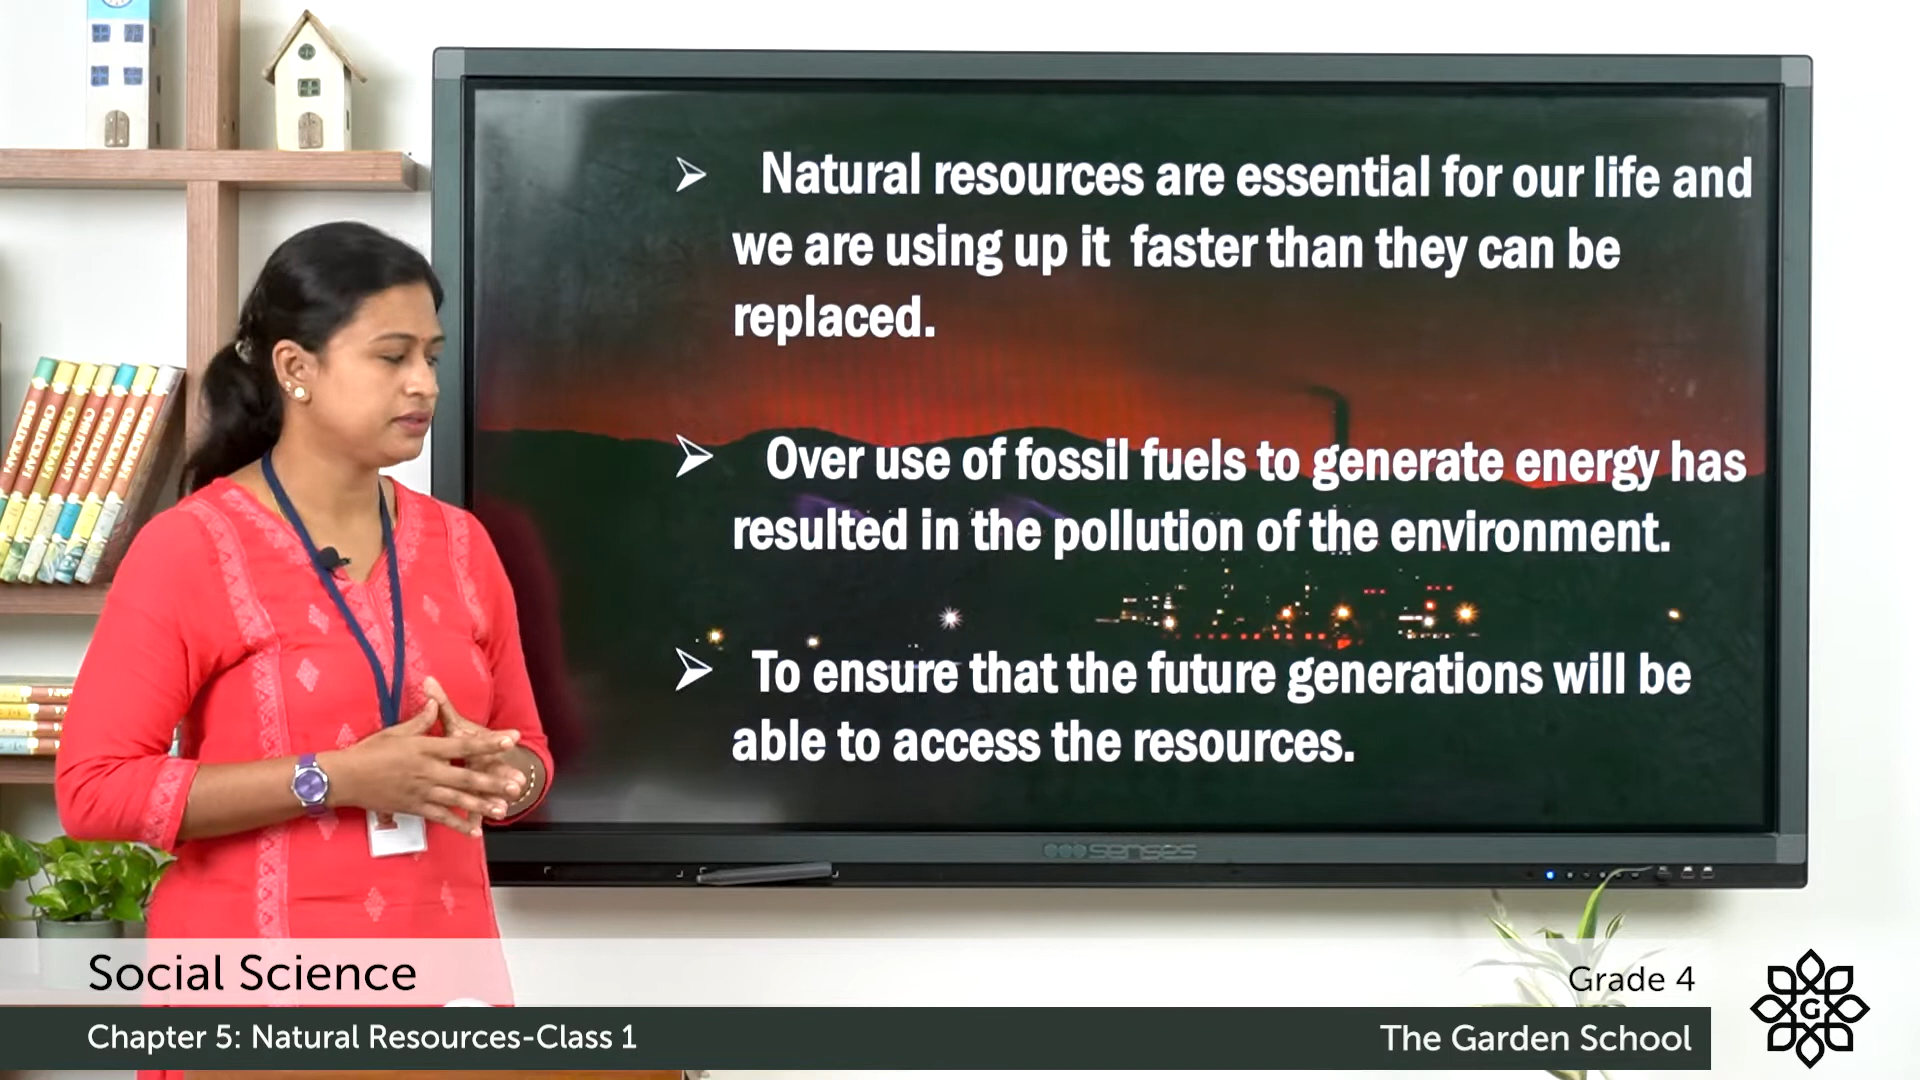 ➢ Natural resources are essential for our life and
we are using up it faster than they can be
replaced.
➢ Over use of fossil fuels to generate energy has
resulted in the pollution of the environment.
➢ To ensure that the future generations will be
able to access the resources.
senses
Social Science
Grade 4
Chapter 5: Natural Resources-Class 1
The Garden School
G